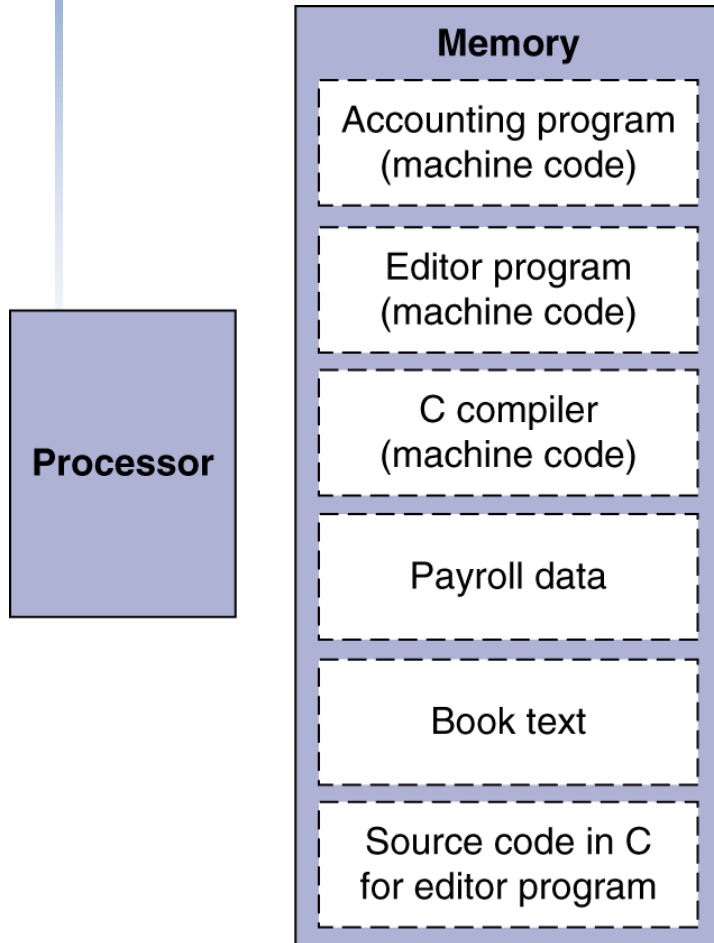 Memory
Accounting program
(machine code)
Editor program
(machine code)
C compiler
(machine code)
Processor
Payroll data
Book text
Source code in C
for editor program